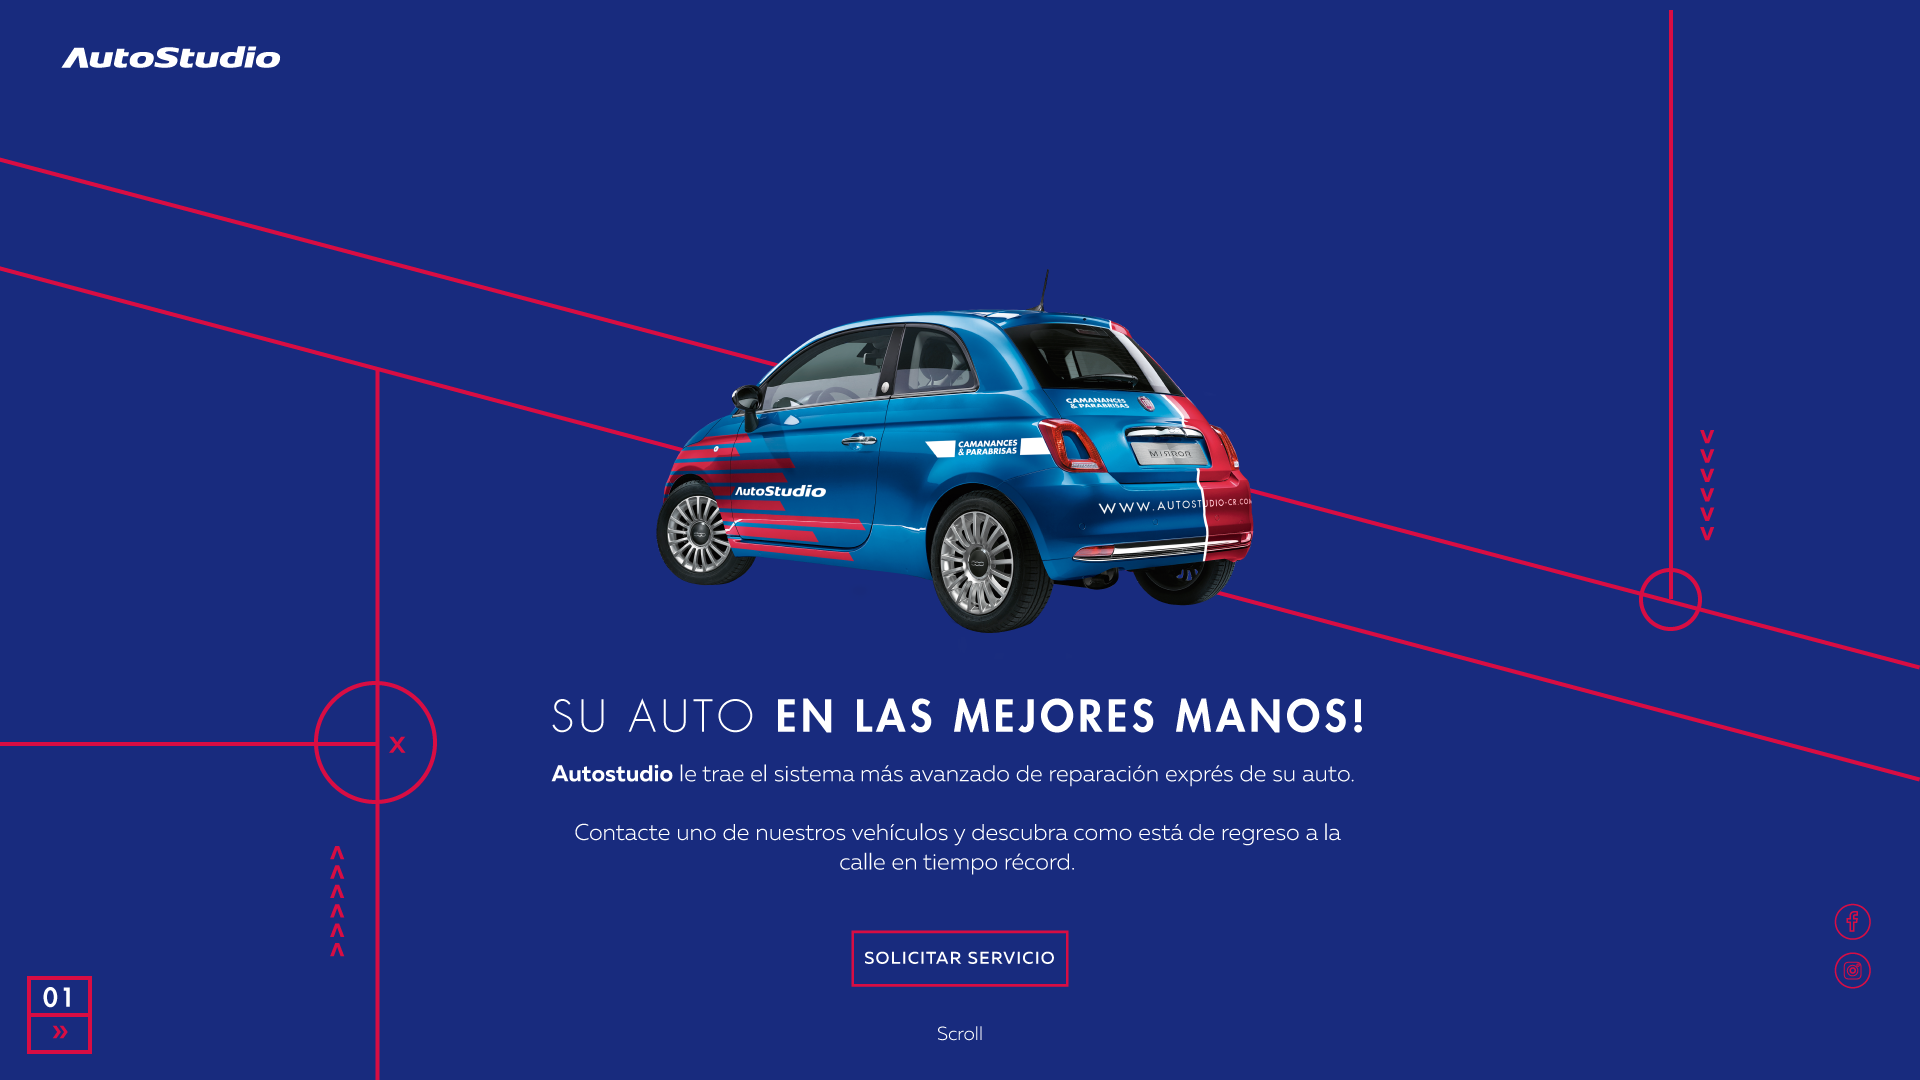 AutoStudio
CAMANANCES
& PARABRISAS
CAMANANCES
& PARABRISAS
MIRROR
AutoStudio
WWW.AUTOSTUDIO-CR.COM
X
SU AUTO EN LAS MEJORES MANOS!
Autostudio le trae el sistema más avanzado de reparación exprés de su auto.
Contacte uno de nuestros vehículos y descubra como está de regreso a la
calle en tiempo récord.
SOLICITAR SERVICIO
01
»
Scroll